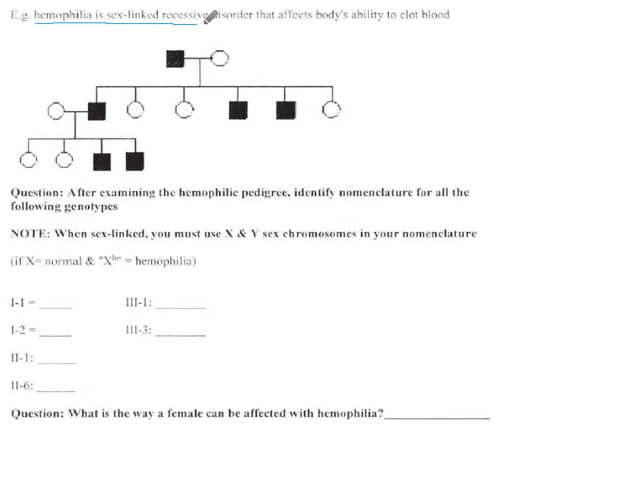 E.g. hemophilia is sex-linked recessive disorder that affects body's ability to clot blood
Question: After examining the hemophilic pedigree, identify nomenclature for all the
following genotypes
NOTE: When sex-linked, you must use X & Y sex chromosomes in your nomenclature
(if X= normal & "Xʰ" = hemophilia)
I-1 = _____ III-1: ________
I-2 = _____ III-3: ________
II-1: ______
II-6: ______
Question: What is the way a female can be affected with hemophilia?________________